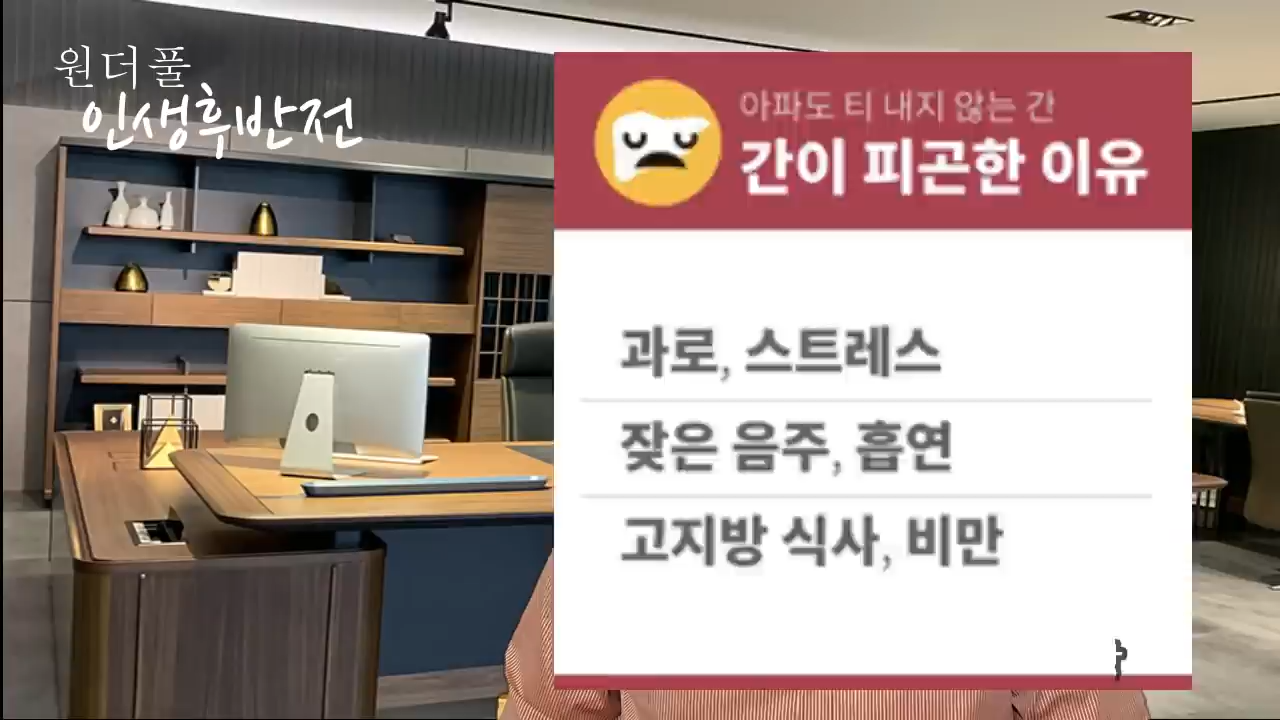 원더풀
인생후반전
아파도 티 내지 않는 간
간이 피곤한 이유
과로, 스트레스
잦은 음주, 흡연
고지방 식사, 비만